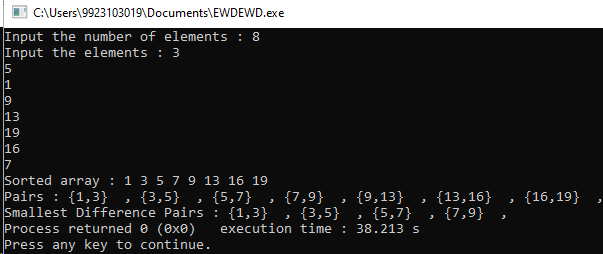 C:\Users\9923103019\Documents\EWDEWD.exe
Input the number of elements : 8
Input the elements : 3
5
1
9
13
19
16
7
Sorted array : 1 3 5 7 9 13 16 19
Pairs : {1,3}  , {3,5}  , {5,7}  , {7,9}  , {9,13}  , {13,16}  , {16,19}  ,
Smallest Difference Pairs : {1,3}  , {3,5}  , {5,7}  , {7,9}  ,
Process returned 0 (0x0)   execution time : 38.213 s
Press any key to continue.